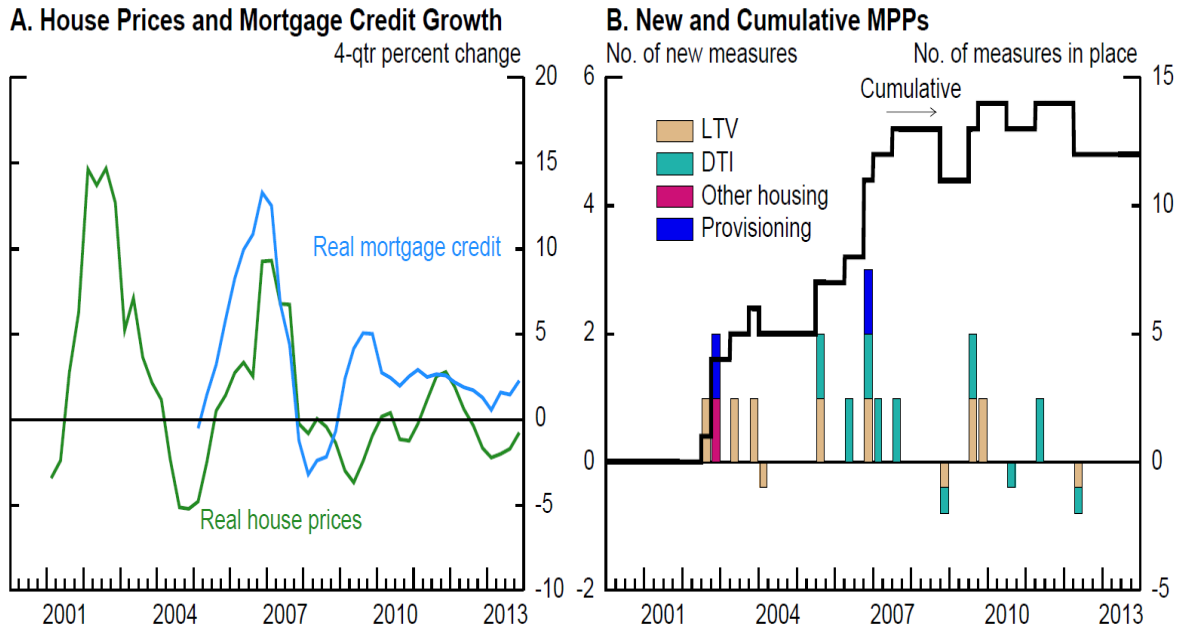 A. House Prices and Mortgage Credit Growth
4-qtr percent change
20
15
10
5
0
-5
-10
Real mortgage credit
Real house prices
2001 2004 2007 2010 2013
B. New and Cumulative MPPs
No. of new measures No. of measures in place
6
4
2
0
-2
15
10
5
0
-5
Cumulative
LTV
DTI
Other housing
Provisioning
2001 2004 2007 2010 2013